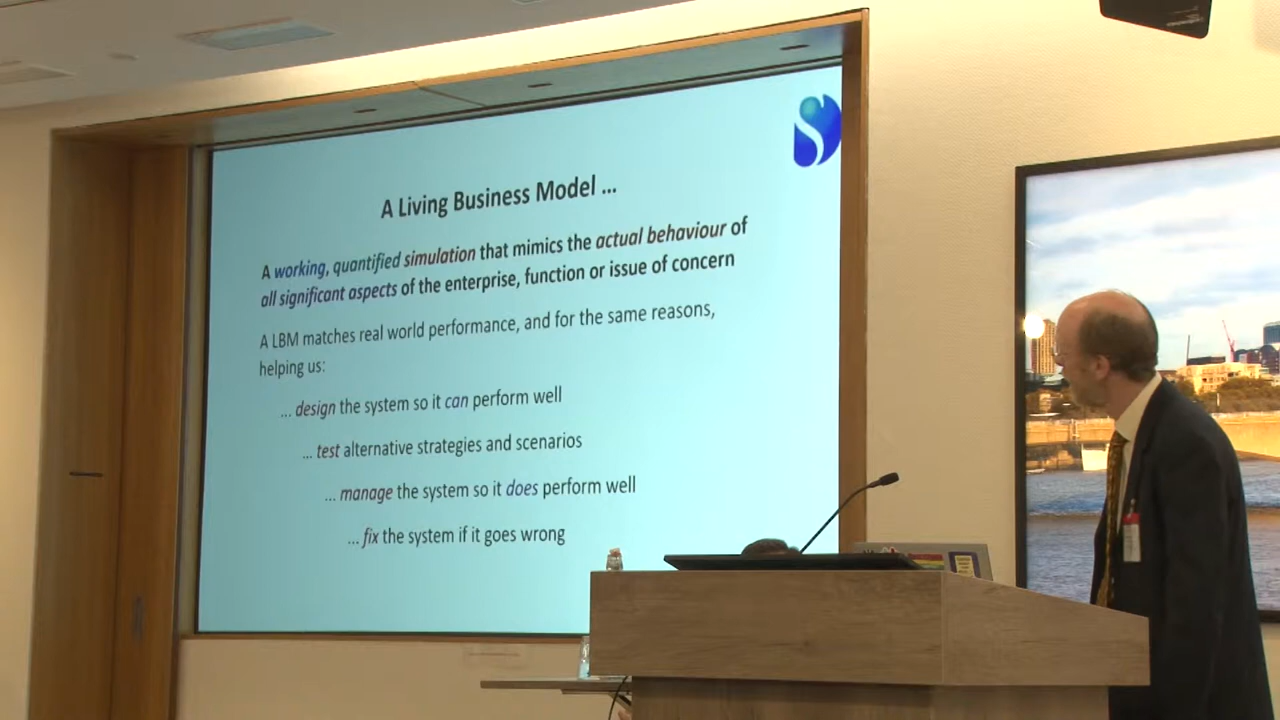 A Living Business Model ...
A working, quantified simulation that mimics the actual behaviour of
all significant aspects of the enterprise, function or issue of concern
A LBM matches real world performance, and for the same reasons,
helping us:
... design the system so it can perform well
... test alternative strategies and scenarios
... manage the system so it does perform well
... fix the system if it goes wrong